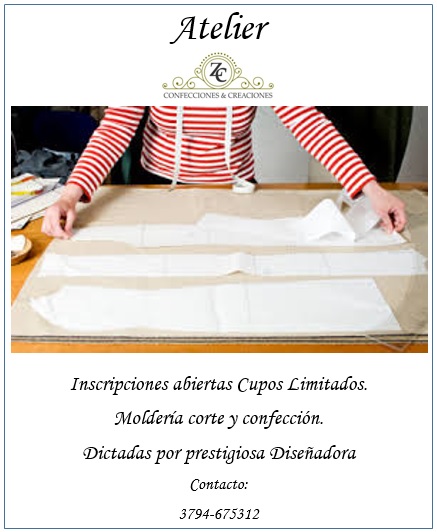 Atelier
ZC
CONFECCIONES & CREACIONES
Inscripciones abiertas Cupos Limitados.
Moldería corte y confección.
Dictadas por prestigiosa Diseñadora
Contacto:
3794-675312